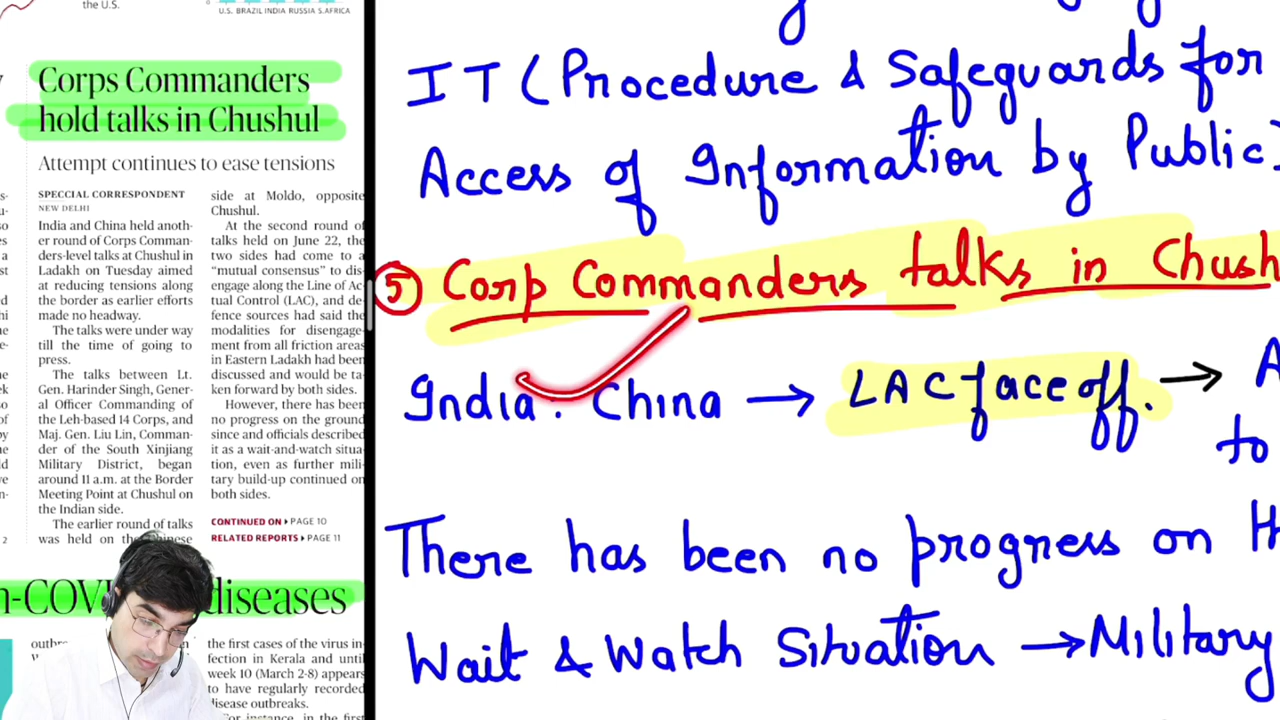 the U.S.
U.S. BRAZIL INDIA RUSSIA S.AFRICA
Corps Commanders
hold talks in Chushul
Attempt continues to ease tensions
SPECCIAL CORRESPONDENT
NEW DELHI
India and China held anoth-
er round of Corps Comman-
ders-level talks at Chushul in
Ladakh on Tuesday aimed
at reducing tensions along
the border as earlier efforts
made no headway.
The talks were under way
till the time of going to
press.
The talks between Lt.
Gen. Harinder Singh, Gener-
al Officer Commanding of
the Leh-based 14 Corps, and
Maj. Gen. Liu Lin, Comman-
der of the South Xinjiang
Military District, began
around 11 a.m. at the Border
Meeting Point at Chushul on
the Indian side.
The earlier round of talks
was held on the Chinese
side at Moldo, opposite
Chushul.
At the second round of
talks held on June 22, the
two sides had come to a
“mutual consensus” to dis-
engage along the Line of Ac-
tual Control (LAC), and de-
fence sources had said the
modalities for disengage-
ment from all friction areas
in Eastern Ladakh had been
discussed and would be ta-
ken forward by both sides.
However, there has been
no progress on the ground
since and officials described
it as a wait-and-watch situa-
tion, even as further mili-
tary build-up continued on
both sides.
CONTINUED ON PAGE 10
RELATED REPORTS PAGE 11
diseases
the first cases of the virus in-
fection in Kerala and until
week 10 (March 2-8) appears
to have regularly recorded
disease outbreaks.
For instance, in the first
IT (Procedure & Safeguards for
Access of Information by Public)
5 Corp Commanders talks in Chush
India. China → LAC face off. → A
to
There has been no progress on th
Wait & Watch Situation → Military